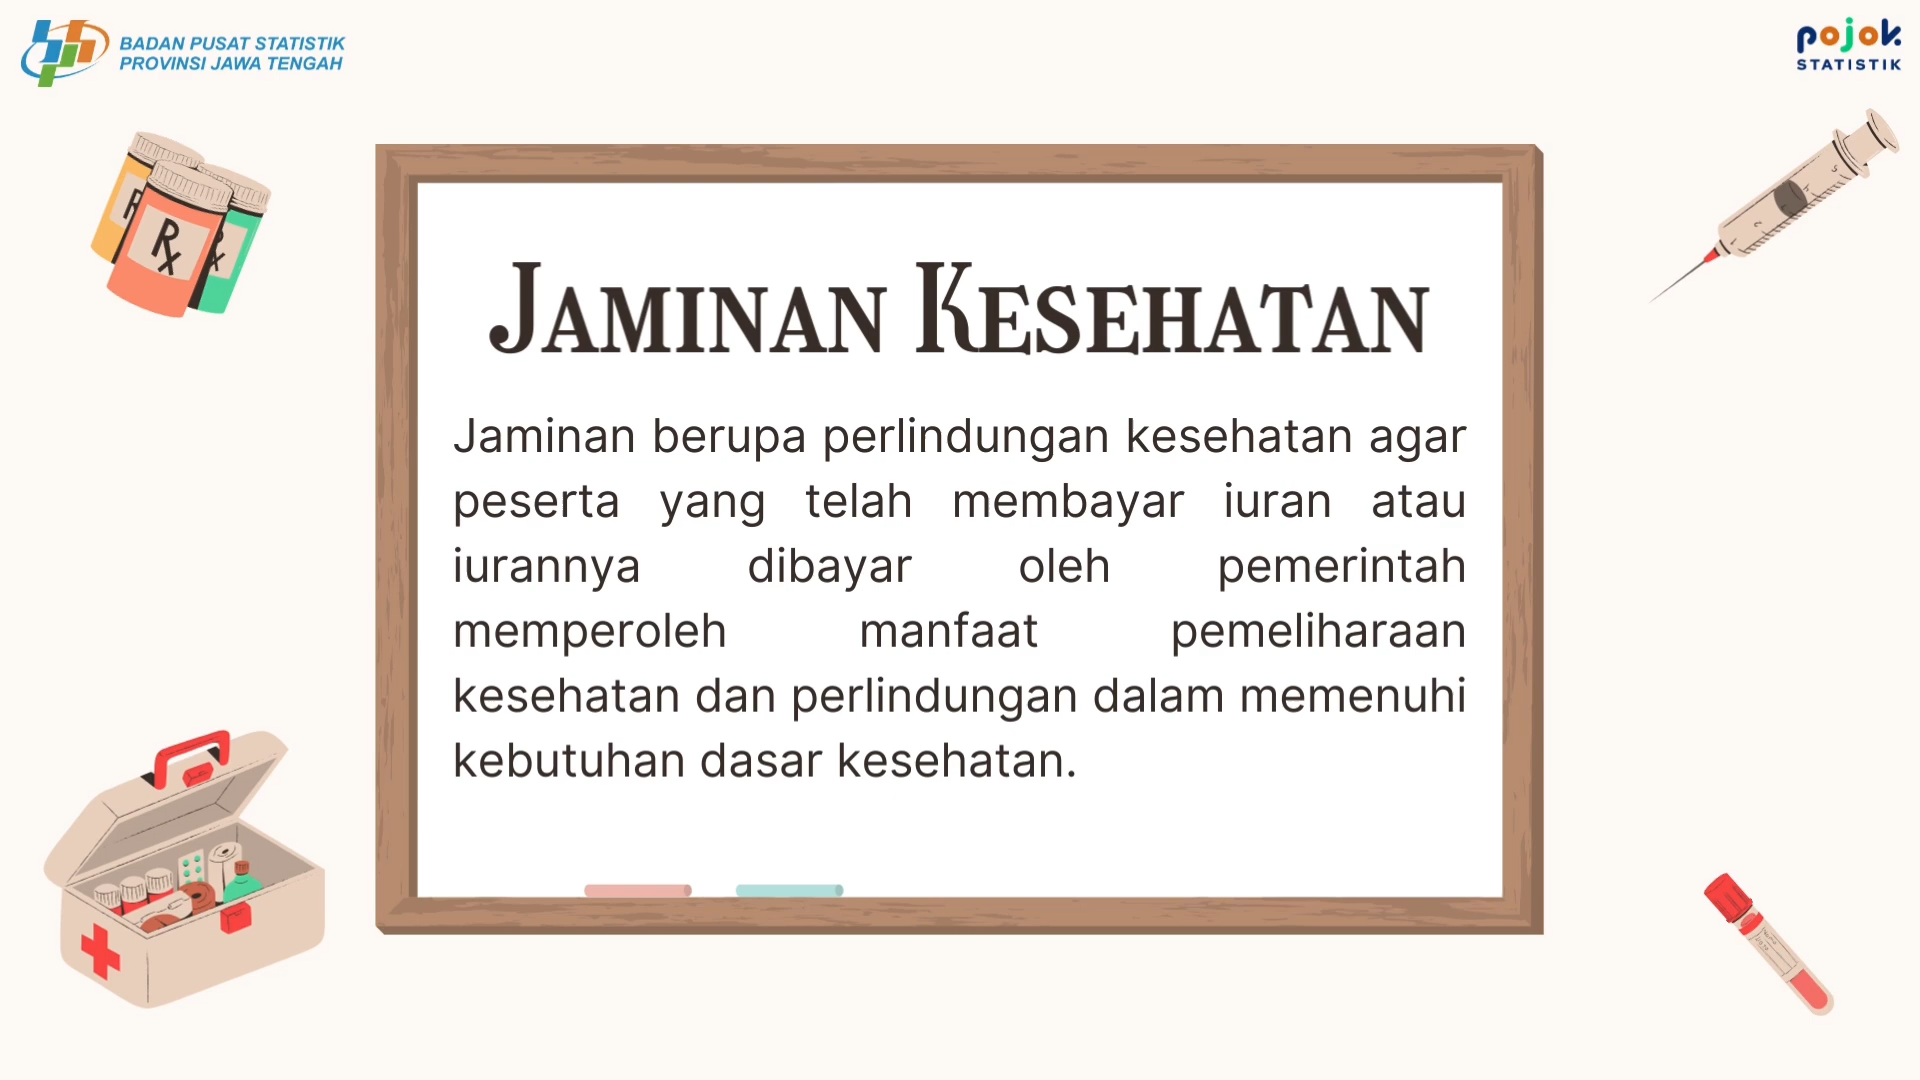 BADAN PUSAT STATISTIK
PROVINSI JAWA TENGAH
pojok
STATISTIK
Rx
JAMINAN KESEHATAN
Jaminan berupa perlindungan kesehatan agar
peserta yang telah membayar iuran atau
iurannya dibayar oleh pemerintah
memperoleh manfaat pemeliharaan
kesehatan dan perlindungan dalam memenuhi
kebutuhan dasar kesehatan.